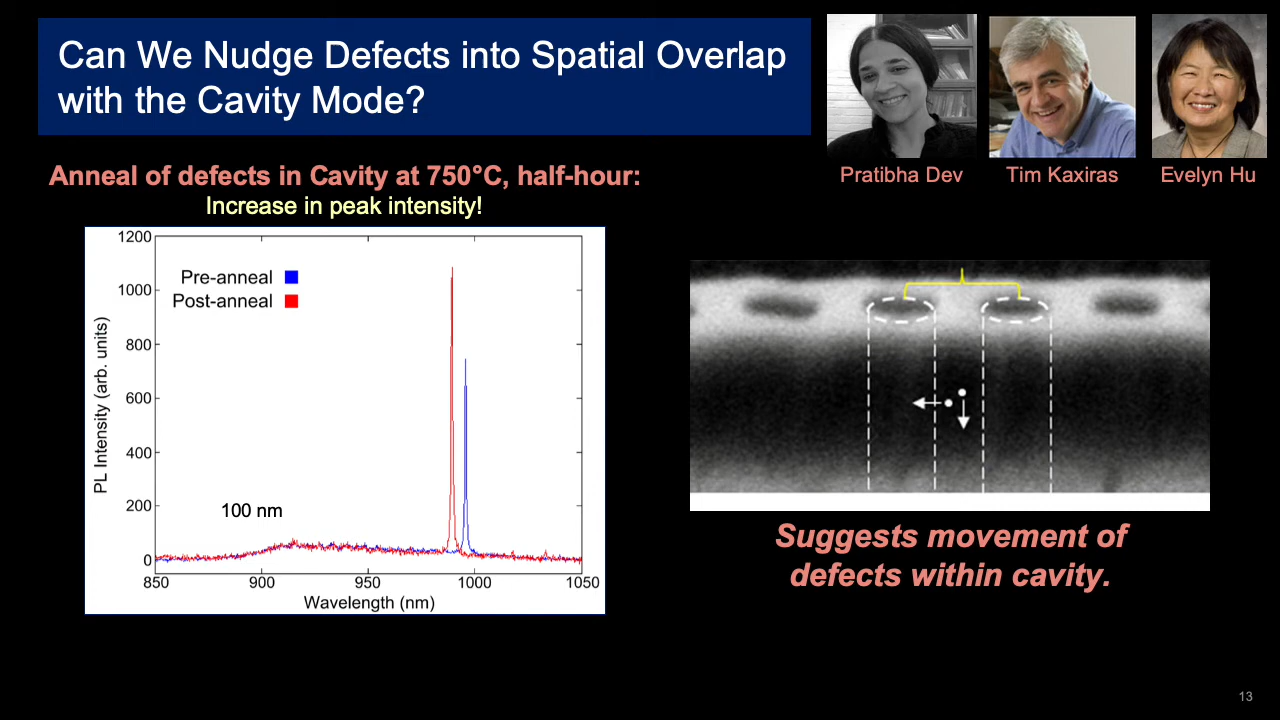 Can We Nudge Defects into Spatial Overlap
with the Cavity Mode?
Pratibha Dev
Tim Kaxiras
Evelyn Hu
Anneal of defects in Cavity at 750°C, half-hour:
Increase in peak intensity!
1200
1000
800
600
400
200
0
PL Intensity (arb. units)
Pre-anneal
Post-anneal
100 nm
850
900
950
1000
1050
Wavelength (nm)
Suggests movement of
defects within cavity.
13